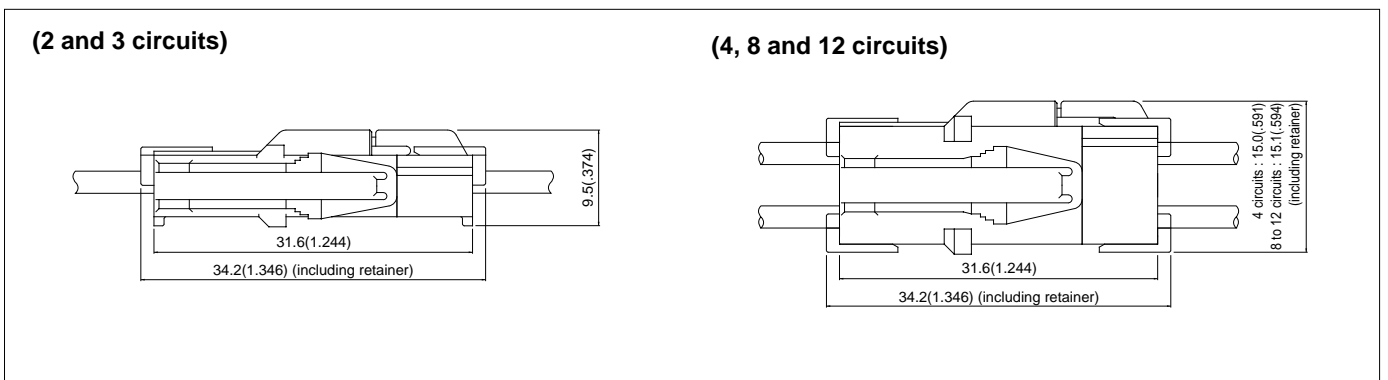 (2 and 3 circuits)
9.5(.374)
31.6(1.244)
34.2(1.346) (including retainer)
(4, 8 and 12 circuits)
4 circuits : 15.0(.591)
8 to 12 circuits : 15.1(.594)
(including retainer)
31.6(1.244)
34.2(1.346) (including retainer)